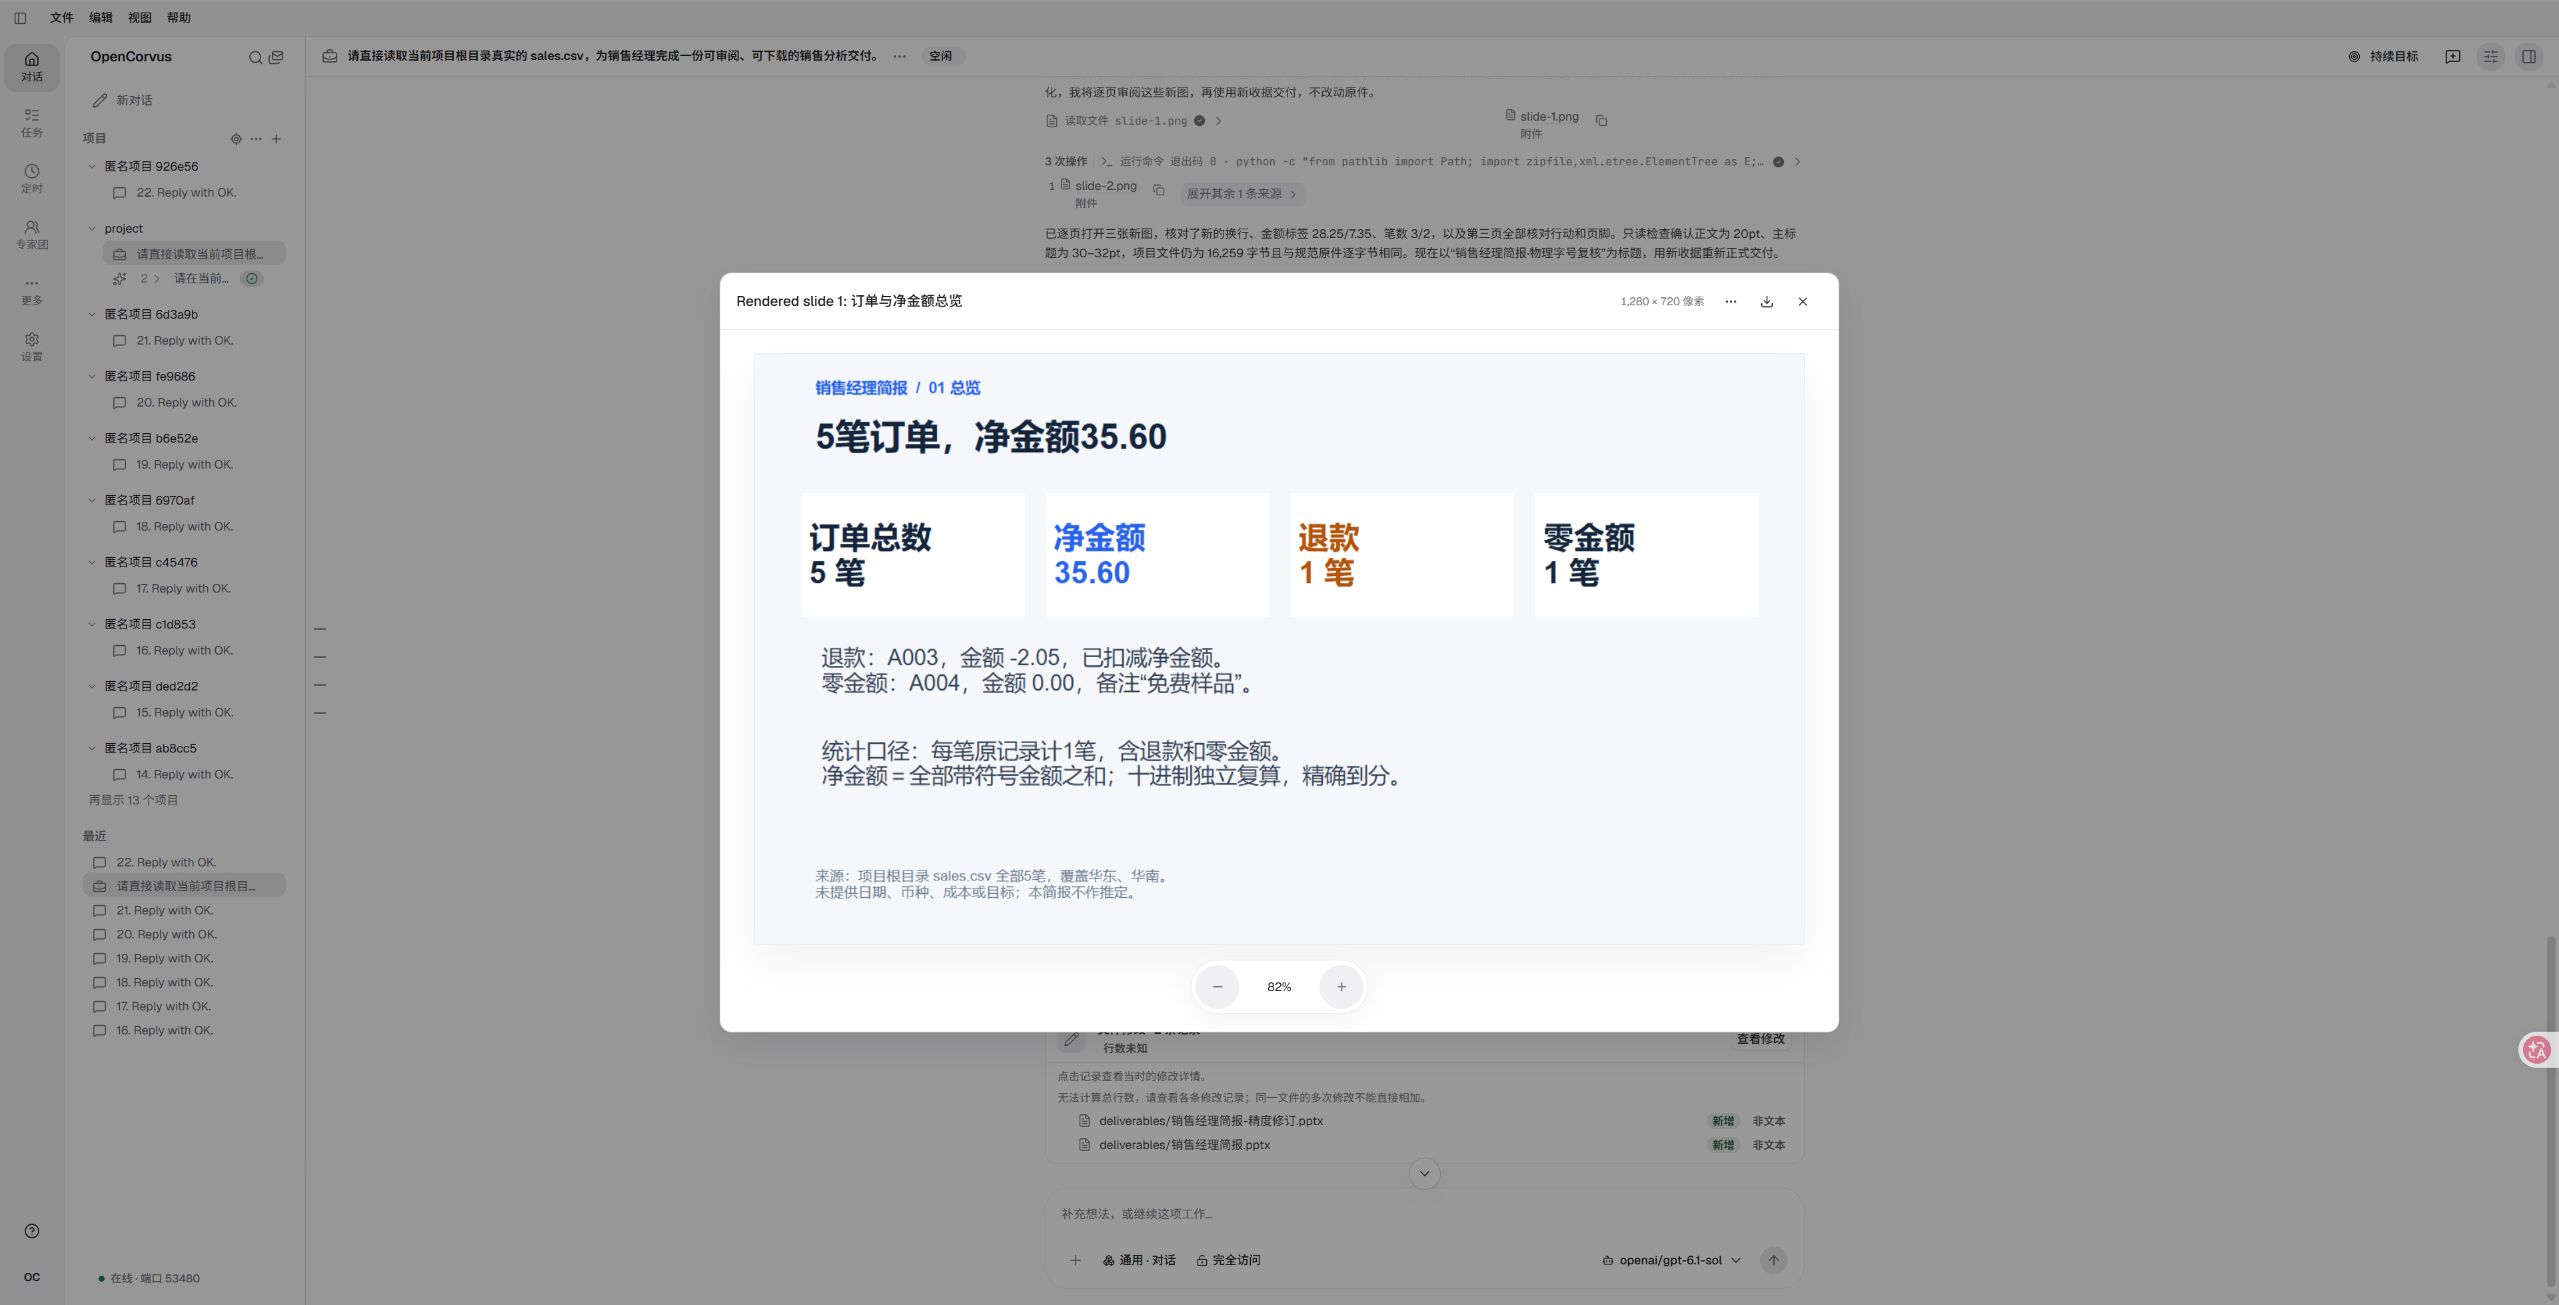 文件 编辑 视图 帮助
对话
任务
定时
专家团
更多
设置
OC
OpenCorvus
新对话
项目
匿名项目 926e56
22. Reply with OK.
project
请直接读取当前项目根...
2 请在当前...
匿名项目 6d3a9b
21. Reply with OK.
匿名项目 fe9686
20. Reply with OK.
匿名项目 b6e52e
19. Reply with OK.
匿名项目 6970af
18. Reply with OK.
匿名项目 c45476
17. Reply with OK.
匿名项目 c1d853
16. Reply with OK.
匿名项目 ded2d2
15. Reply with OK.
匿名项目 ab8cc5
14. Reply with OK.
再显示 13 个项目
最近
22. Reply with OK.
请直接读取当前项目根目...
21. Reply with OK.
20. Reply with OK.
19. Reply with OK.
18. Reply with OK.
17. Reply with OK.
16. Reply with OK.
在线 · 端口 53480
请直接读取当前项目根目录真实的 sales.csv，为销售经理完成一份可审阅、可下载的销售分析交付。 ... 空闲
持续目标
化，我将逐页审阅这些新图，再使用新收据交付，不改动原件。
读取文件 slide-1.png
slide-1.png
附件
3 次操作 运行命令 退出码 0 · python -c "from pathlib import Path; import zipfile,xml.etree.ElementTree as E;…
1 slide-2.png
附件
展开其余 1 条来源
已逐页打开三张新图，核对了新的换行、金额标签 28.25/7.35、笔数 3/2，以及第三页全部核对行动和页脚。只读检查确认正文为 20pt、主标
题为 30–32pt，项目文件仍为 16,259 字节且与规范原件逐字节相同。现在以“销售经理简报-物理字号复核”为标题，用新收据重新正式交付。
Rendered slide 1: 订单与净金额总览
1,280 × 720 像素
销售经理简报 / 01 总览
5笔订单，净金额35.60
订单总数
5 笔
净金额
35.60
退款
1 笔
零金额
1 笔
退款：A003，金额 -2.05，已扣减净金额。
零金额：A004，金额 0.00，备注“免费样品”。
统计口径：每笔原记录计1笔，含退款和零金额。
净金额＝全部带符号金额之和；十进制独立复算，精确到分。
来源：项目根目录 sales.csv 全部5笔，覆盖华东、华南。
未提供日期、币种、成本或目标；本简报不作推定。
82%
行数未知
查看修改
点击记录查看当时的修改详情。
无法计算总行数，请查看各条修改记录；同一文件的多次修改不能直接相加。
deliverables/销售经理简报-精度修订.pptx 新增 非文本
deliverables/销售经理简报.pptx 新增 非文本
补充想法，或继续这项工作...
通用 · 对话 完全访问
openai/gpt-6.1-sol